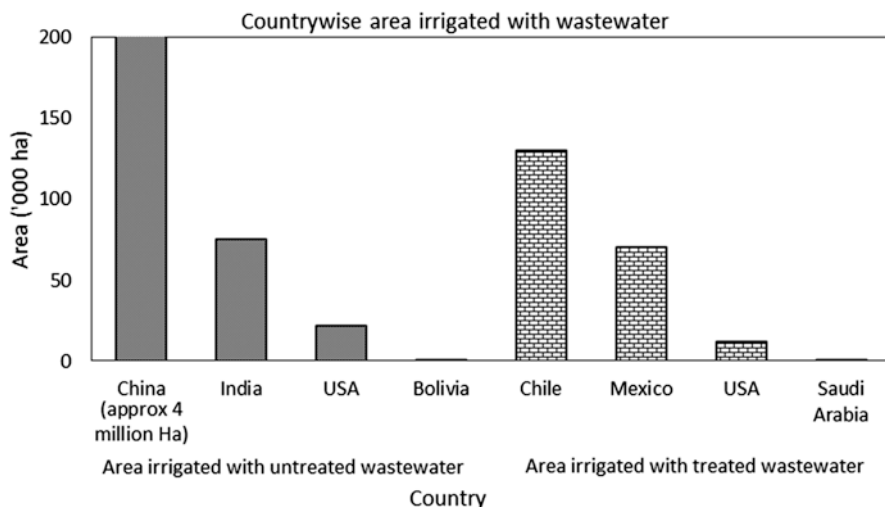 Countrywise area irrigated with wastewater
Area ('000 ha)
200
150
100
50
0
China
(approx 4
million Ha)
India
USA
Bolivia
Chile
Mexico
USA
Saudi
Arabia
Area irrigated with untreated wastewater
Area irrigated with treated wastewater
Country